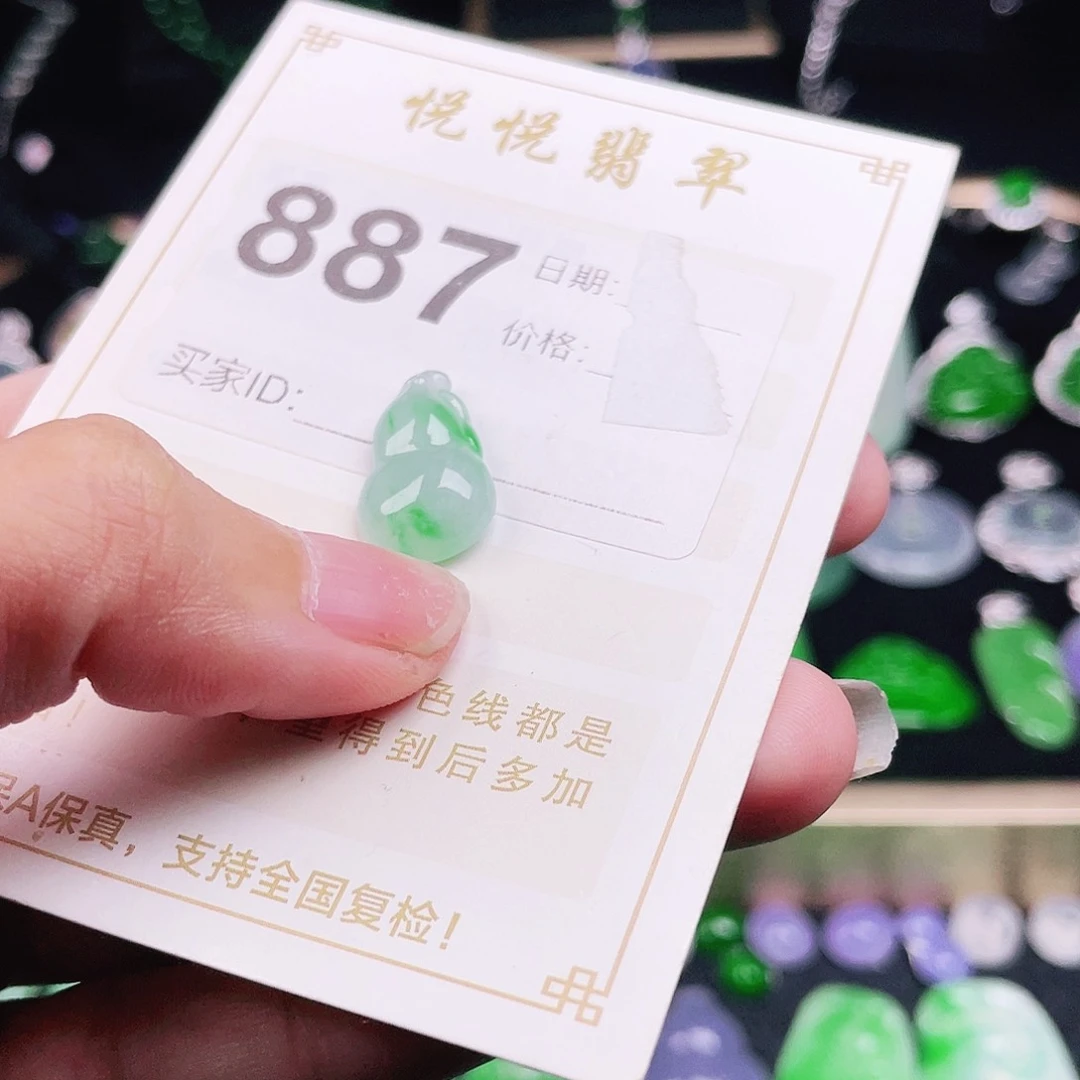 悦悦翡翠
887
日期:
价格:
买家ID:
色线都是
得到后多加
保A保真，支持全国复检！